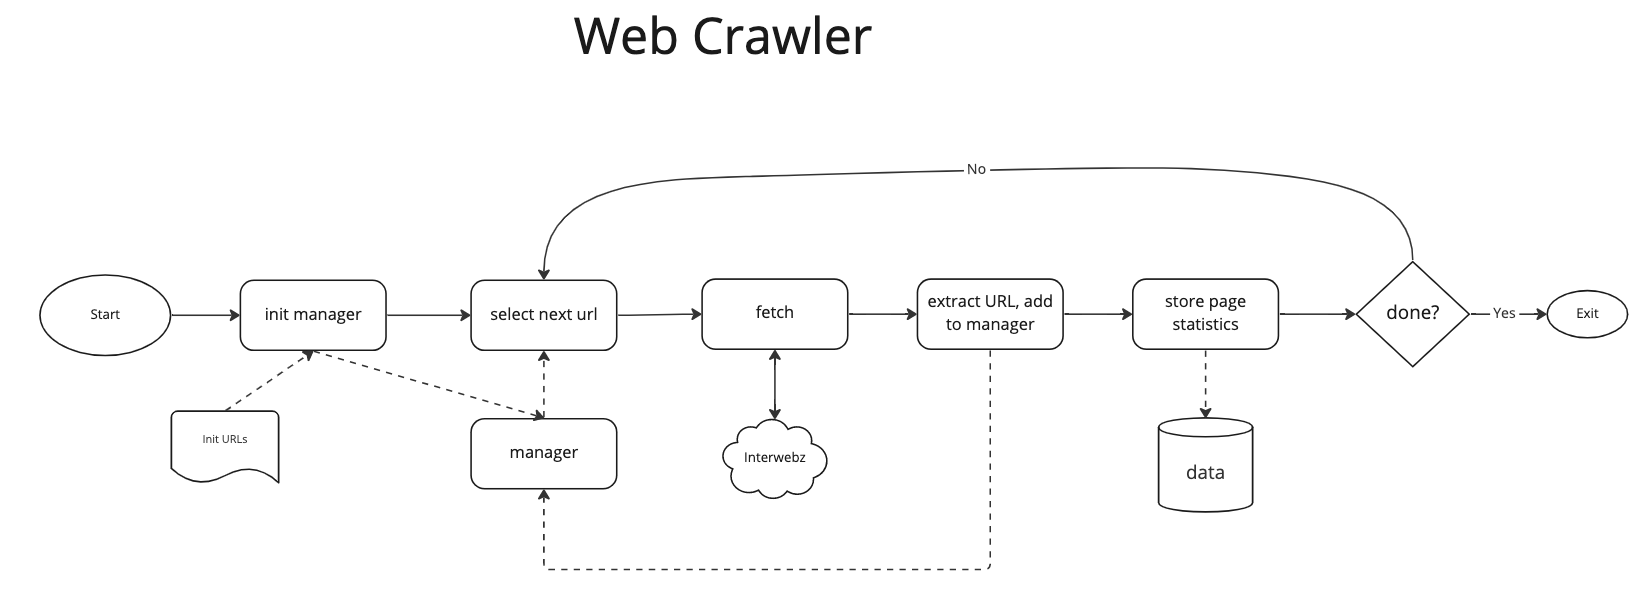 Web Crawler
No
Start
init manager
select next url
fetch
extract URL, add
to manager
store page
statistics
done?
Yes
Exit
Init URLs
manager
Interwebz
data